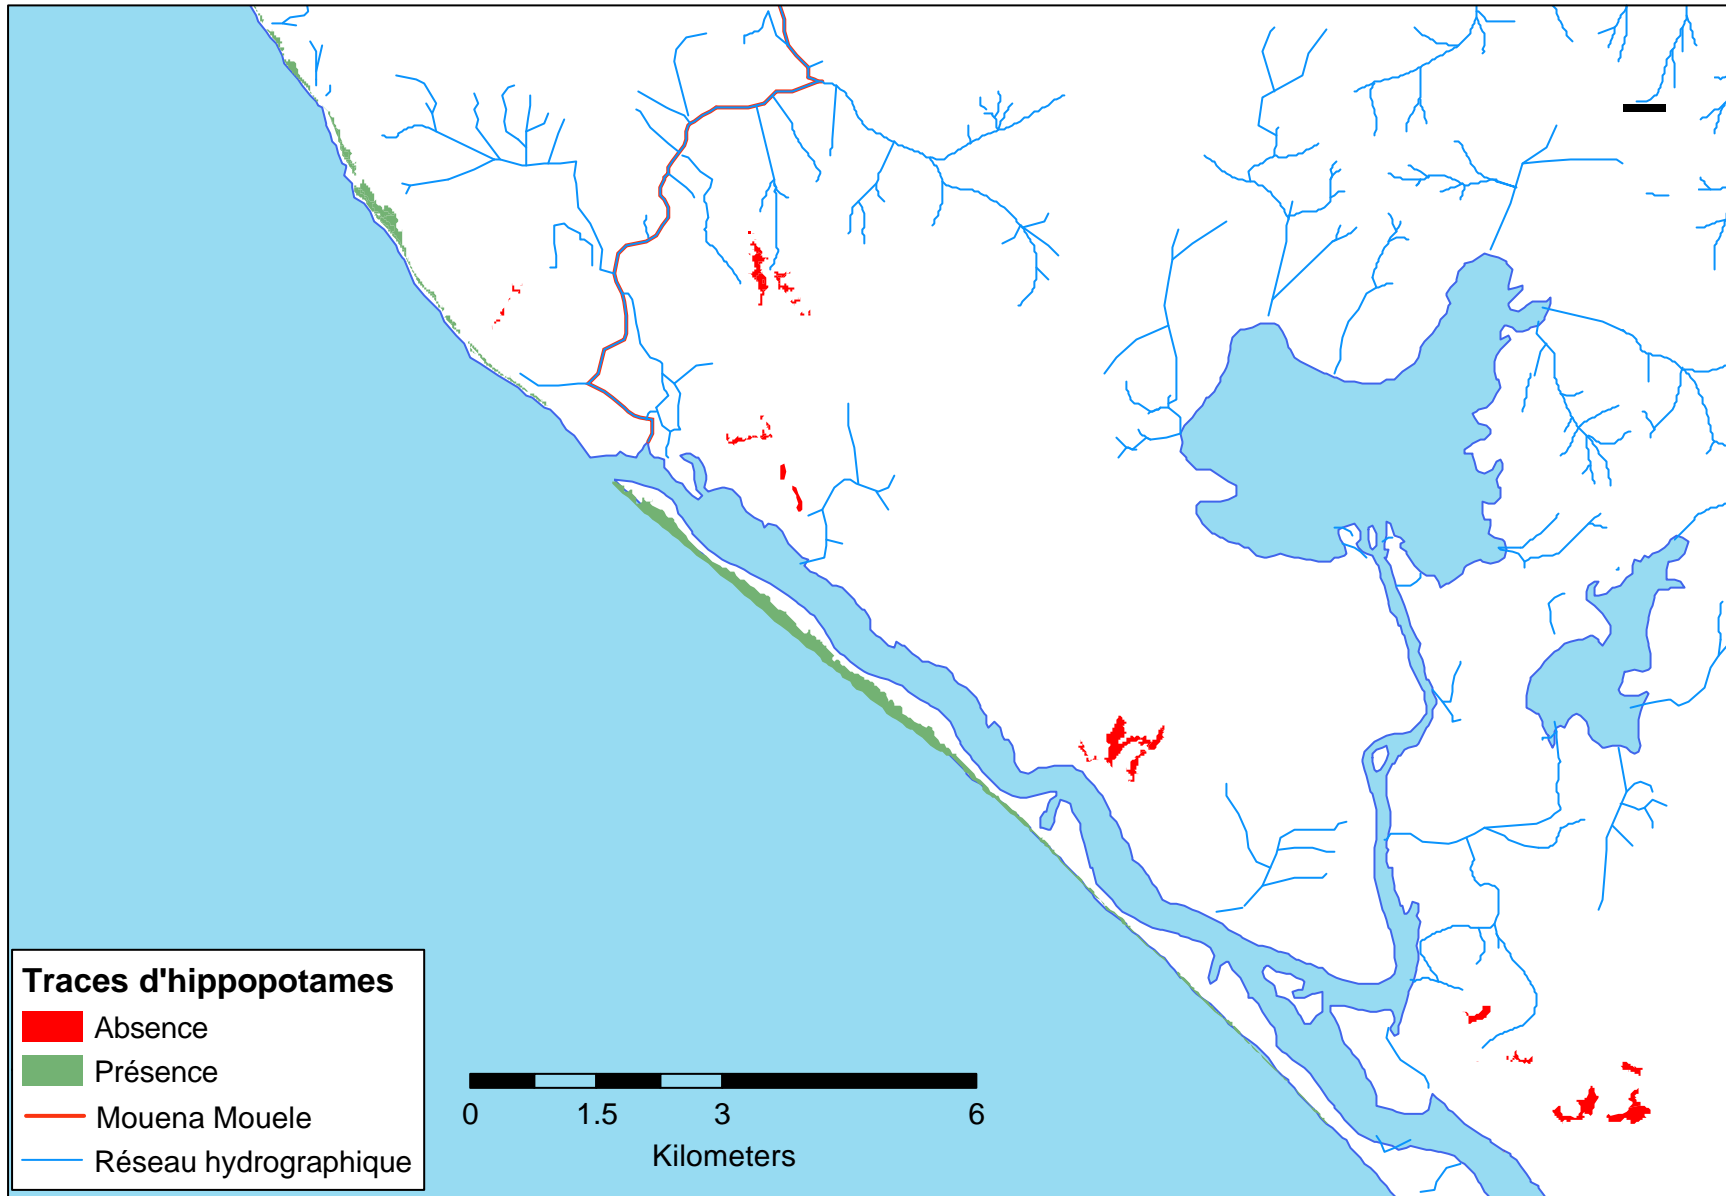 Traces d'hippopotames
Absence
Présence
Mouena Mouele
Réseau hydrographique
0 1.5 3 6
Kilometers